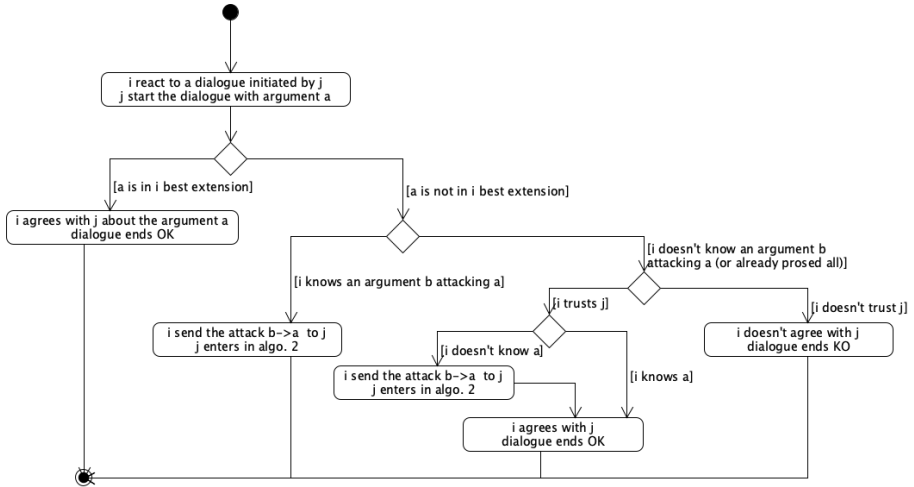 i react to a dialogue initiated by j
j start the dialogue with argument a
[a is in i best extension]
[a is not in i best extension]
i agrees with j about the argument a
dialogue ends OK
[i doesn't know an argument b
attacking a (or already prosed all)]
[i knows an argument b attacking a]
[i trusts j]
[i doesn't trust j]
i send the attack b->a to j
j enters in algo. 2
i doesn't agree with j
dialogue ends KO
[i doesn't know a]
i send the attack b->a to j
j enters in algo. 2
[i knows a]
i agrees with j
dialogue ends OK